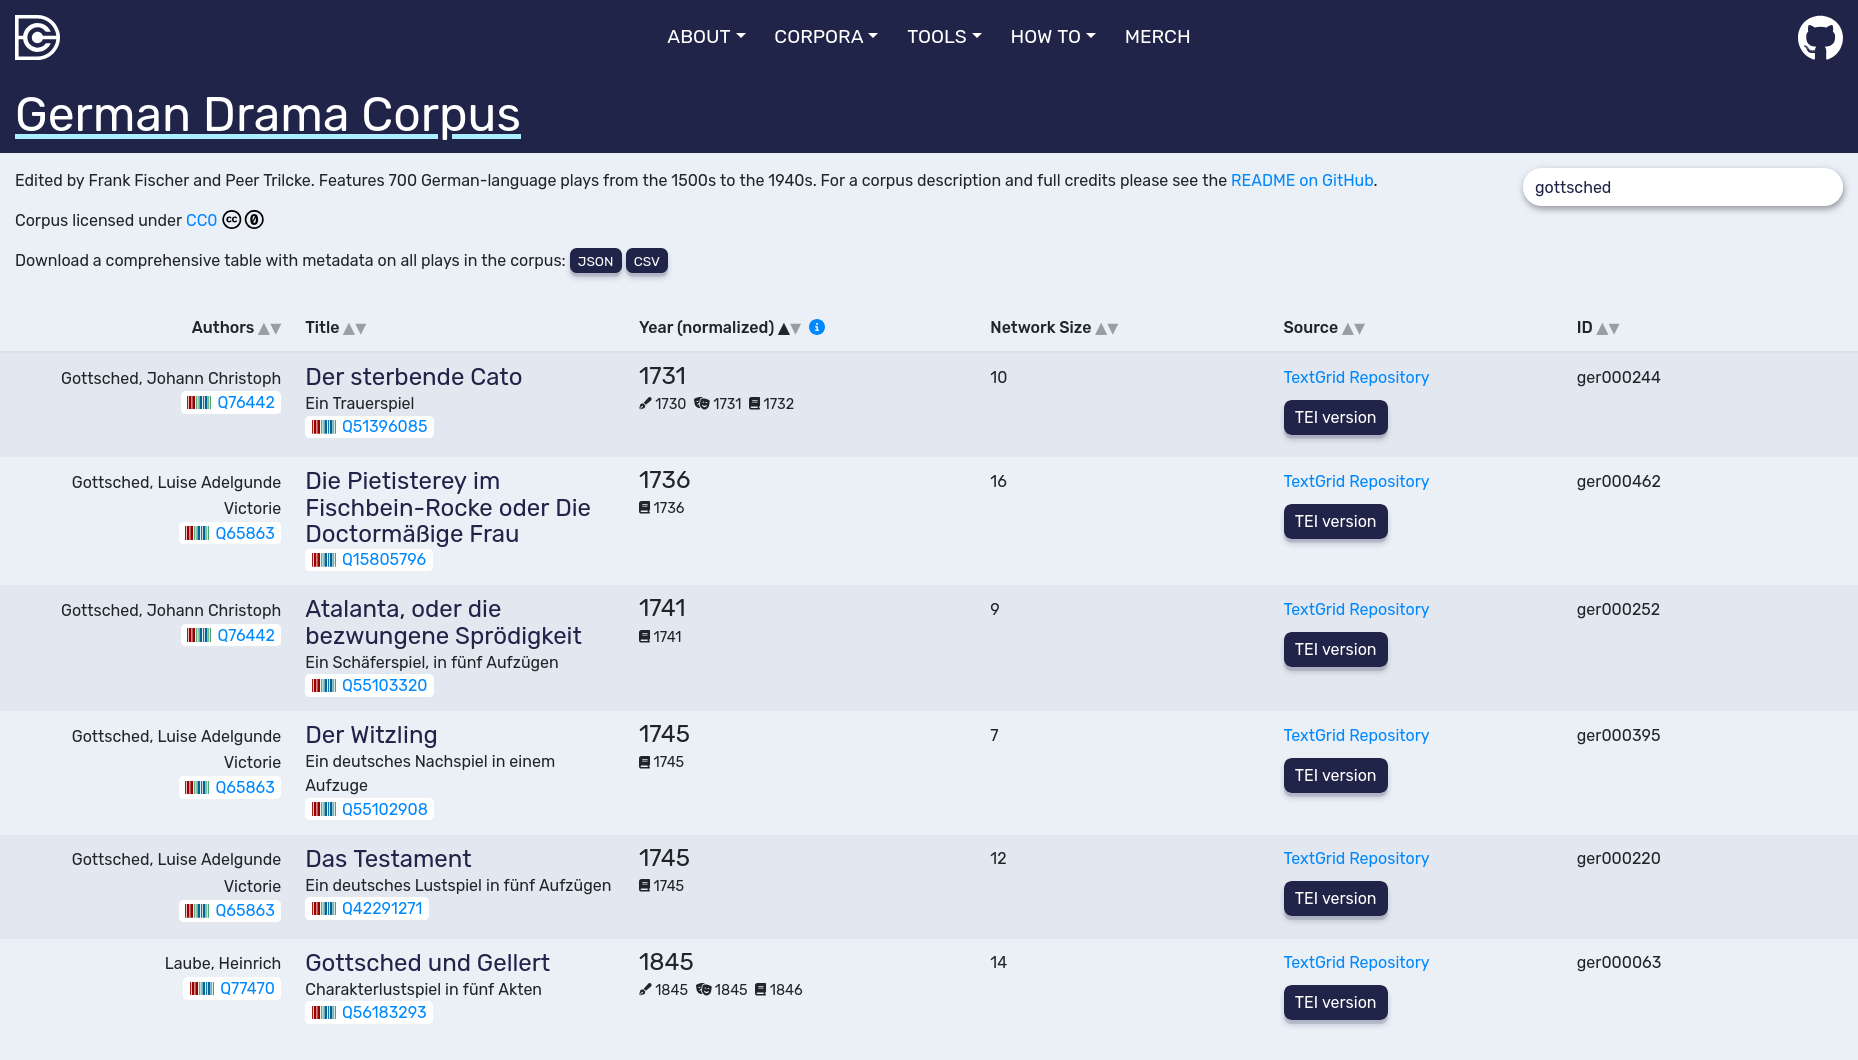 ABOUT CORPORA TOOLS HOW TO MERCH
German Drama Corpus
Edited by Frank Fischer and Peer Trilcke. Features 700 German-language plays from the 1500s to the 1940s. For a corpus description and full credits please see the README on GitHub.
gottsched
Corpus licensed under CC0
Download a comprehensive table with metadata on all plays in the corpus: JSON CSV
Authors ▲▼ Title ▲▼ Year (normalized) ▲▼ Network Size ▲▼ Source ▲▼ ID ▲▼
Gottsched, Johann Christoph
Q76442
Der sterbende Cato
Ein Trauerspiel
Q51396085
1731
1730 1731 1732
10
TextGrid Repository
TEI version
ger000244
Gottsched, Luise Adelgunde
Victorie
Q65863
Die Pietisterey im
Fischbein-Rocke oder Die
Doctormäßige Frau
Q15805796
1736
1736
16
TextGrid Repository
TEI version
ger000462
Gottsched, Johann Christoph
Q76442
Atalanta, oder die
bezwungene Sprödigkeit
Ein Schäferspiel, in fünf Aufzügen
Q55103320
1741
1741
9
TextGrid Repository
TEI version
ger000252
Gottsched, Luise Adelgunde
Victorie
Q65863
Der Witzling
Ein deutsches Nachspiel in einem
Aufzuge
Q55102908
1745
1745
7
TextGrid Repository
TEI version
ger000395
Gottsched, Luise Adelgunde
Victorie
Q65863
Das Testament
Ein deutsches Lustspiel in fünf Aufzügen
Q42291271
1745
1745
12
TextGrid Repository
TEI version
ger000220
Laube, Heinrich
Q77470
Gottsched und Gellert
Charakterlustspiel in fünf Akten
Q56183293
1845
1845 1845 1846
14
TextGrid Repository
TEI version
ger000063